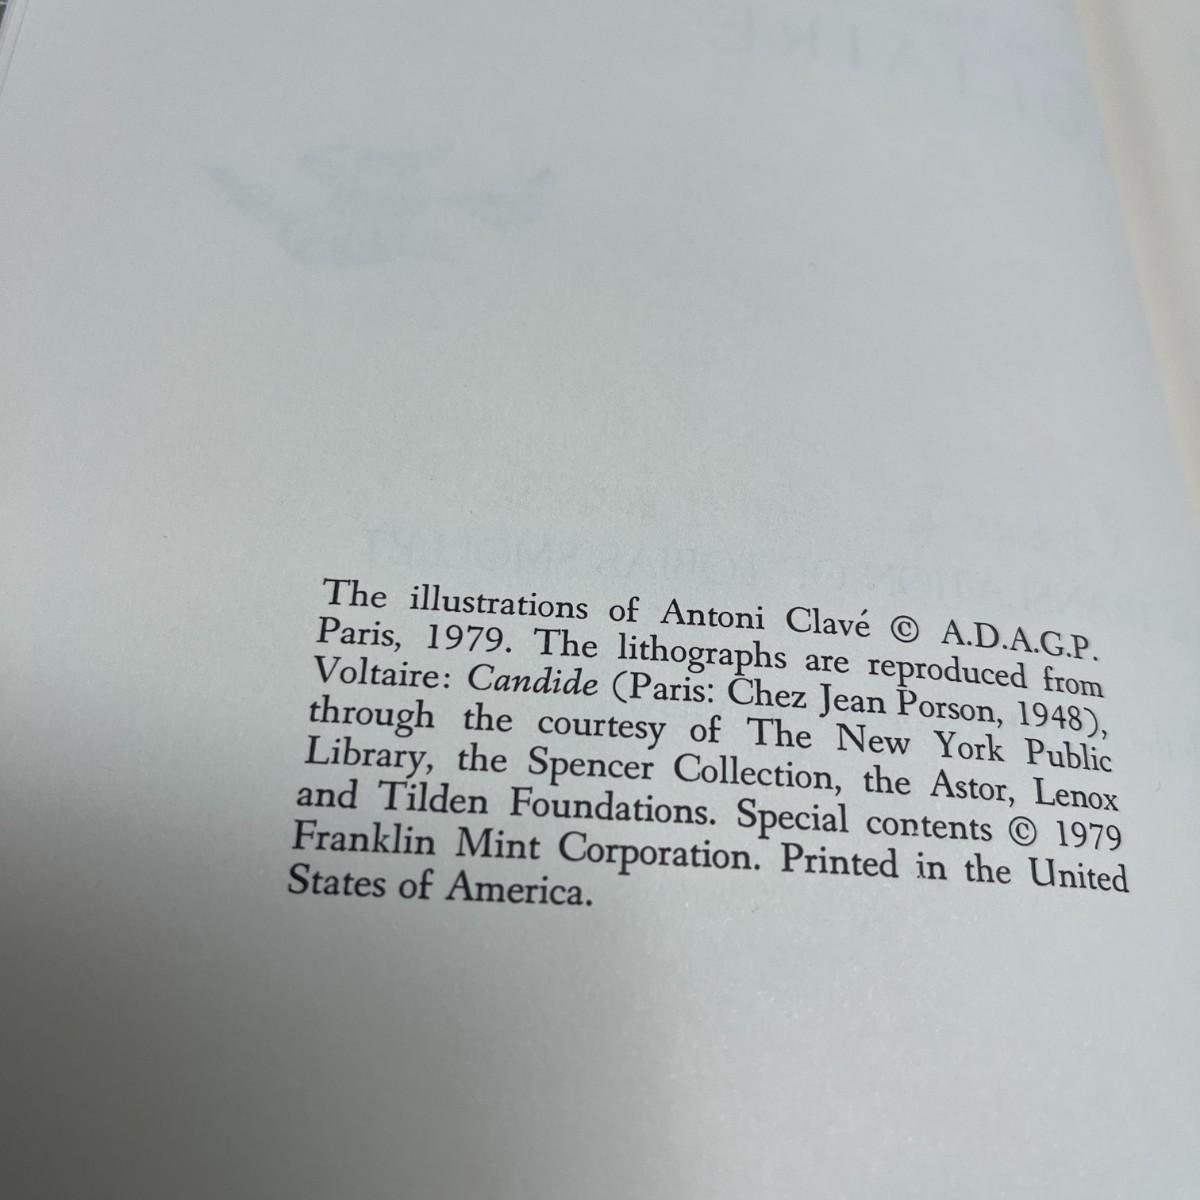 The illustrations of Antoni Clavé © A.D.A.G.P.
Paris, 1979. The lithographs are reproduced from
Voltaire: Candide (Paris: Chez Jean Porson, 1948),
through the courtesy of The New York Public
Library, the Spencer Collection, the Astor, Lenox
and Tilden Foundations. Special contents © 1979
Franklin Mint Corporation. Printed in the United
States of America.